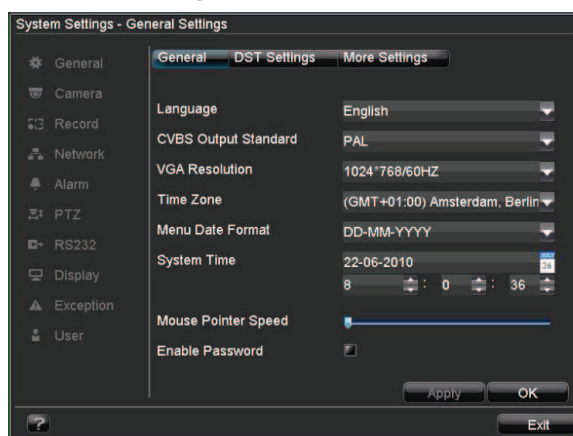 System Settings - General Settings
General DST Settings More Settings
General
Camera
Record
Network
Alarm
PTZ
RS232
Display
Exception
User
Language English
CVBS Output Standard PAL
VGA Resolution 1024*768/60HZ
Time Zone (GMT+01:00) Amsterdam, Berlin
Menu Date Format DD-MM-YYYY
System Time 22-06-2010
26
8 : 0 : 36
Mouse Pointer Speed
Enable Password
Apply OK
? Exit